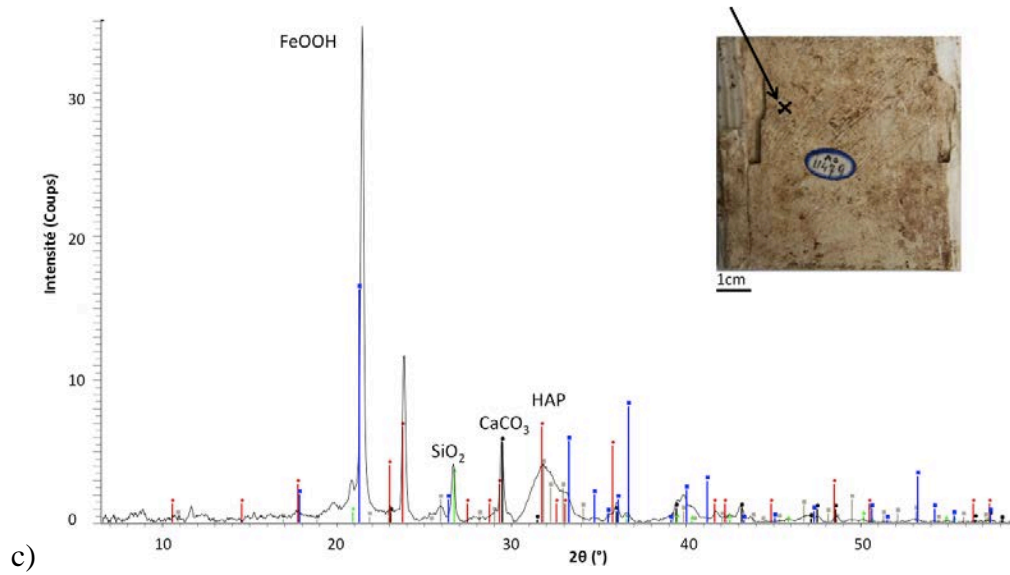 FeOOH
30
20
10
0
Intensité (Coups)
SiO₂
CaCO₃
HAP
10
20
30
40
50
2θ (°)
1cm
c)